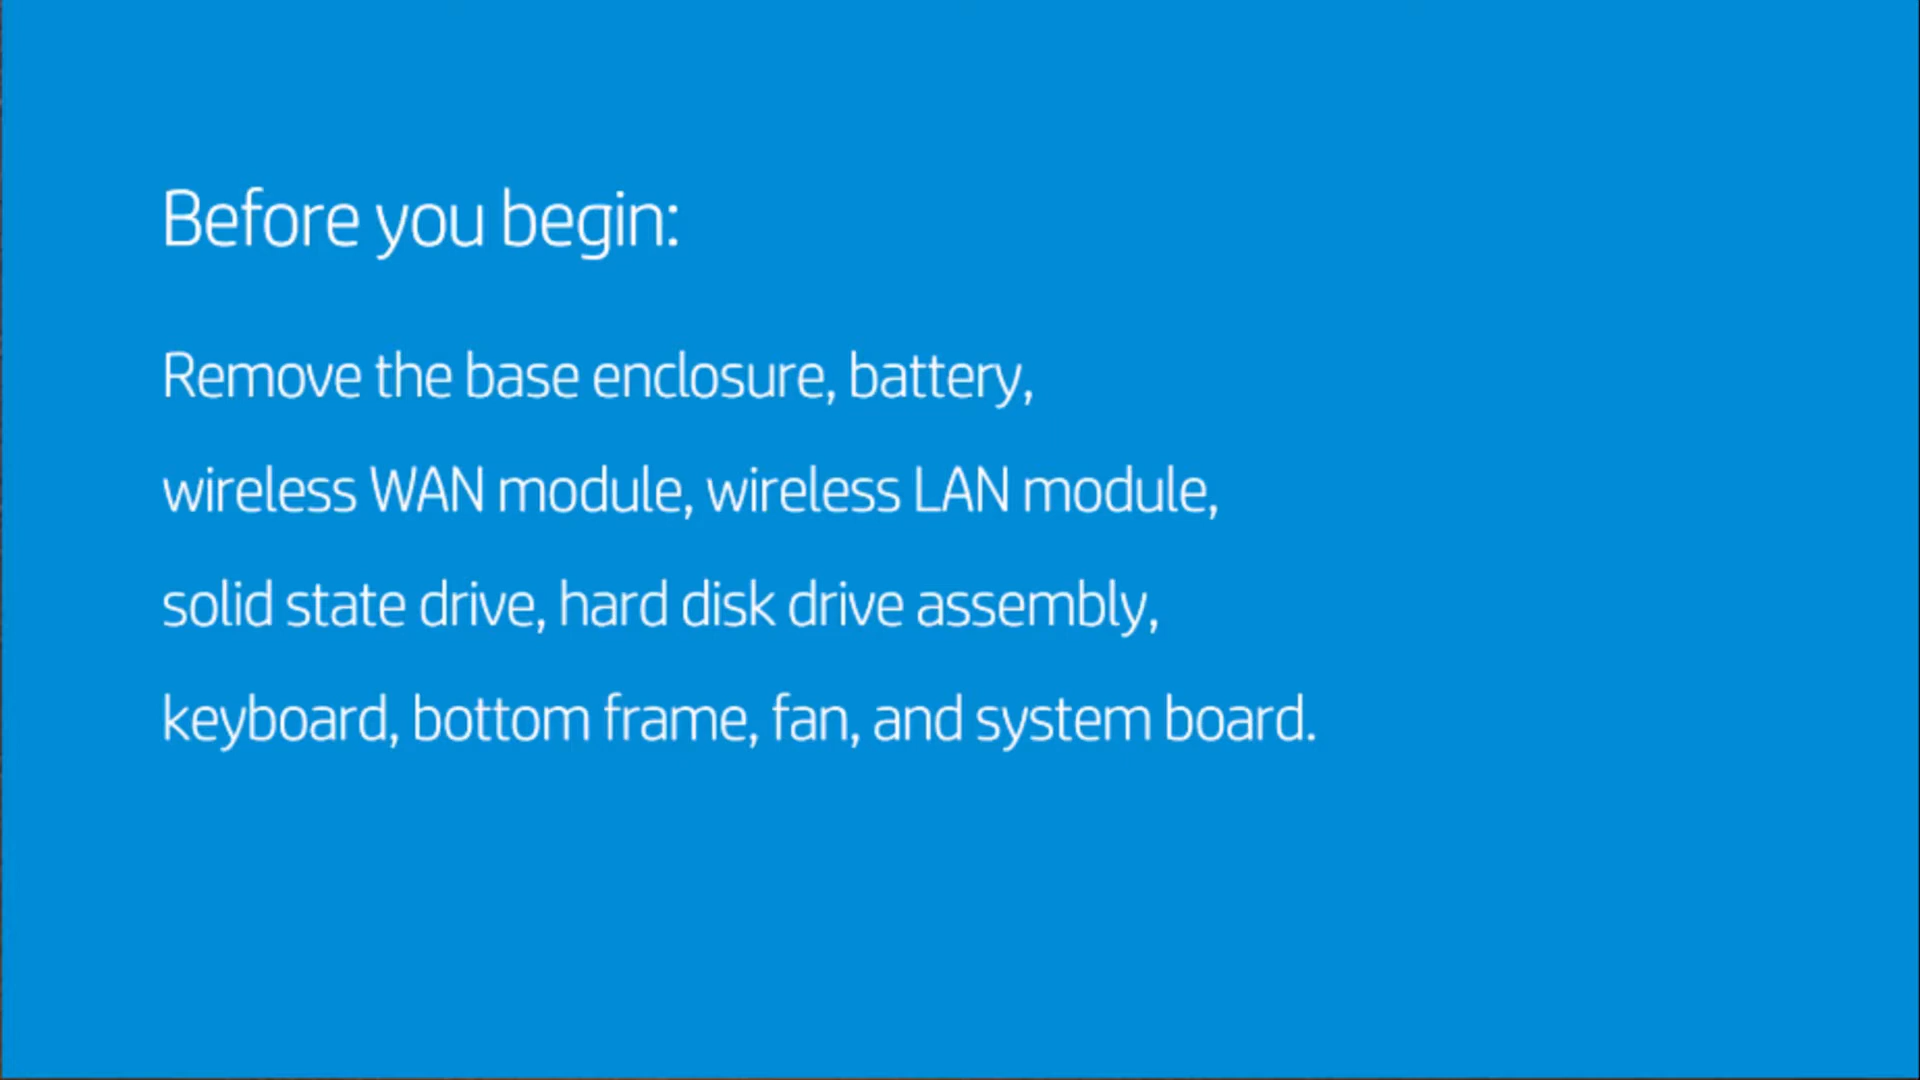 Before you begin:
Remove the base enclosure, battery,
wireless WAN module, wireless LAN module,
solid state drive, hard disk drive assembly,
keyboard, bottom frame, fan, and system board.